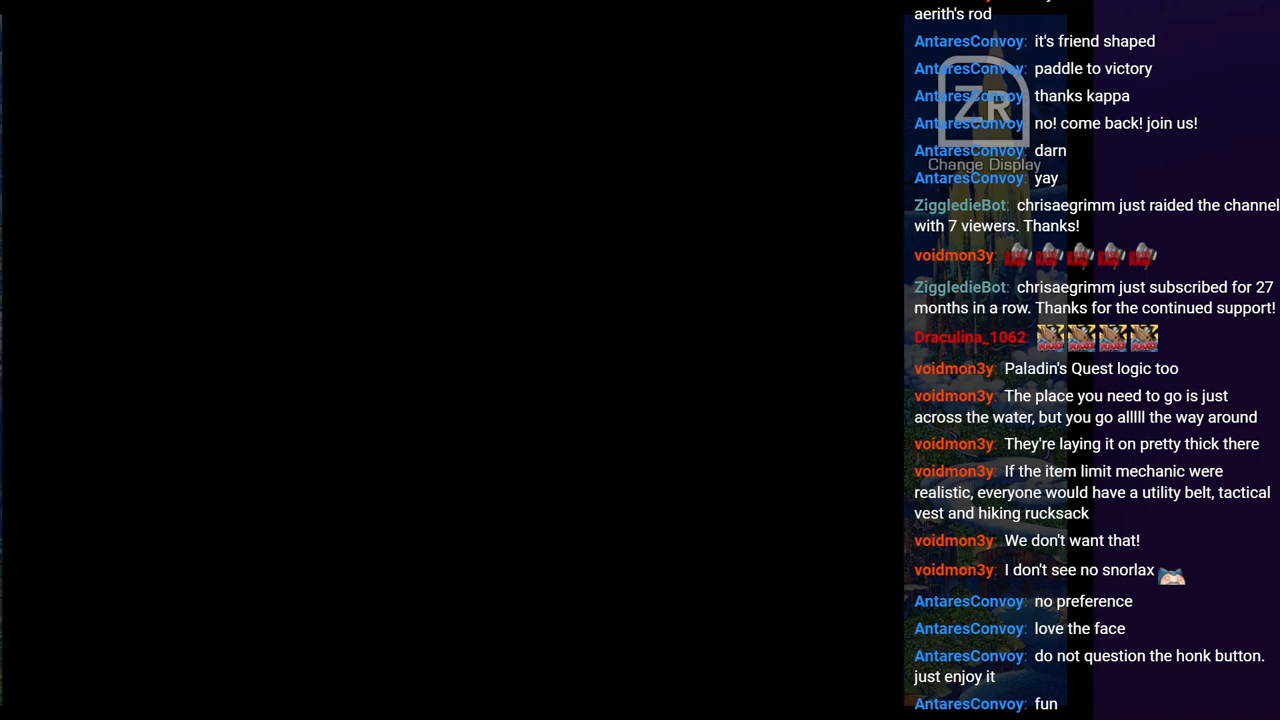 aerith's rod
AntaresConvoy: it's friend shaped
AntaresConvoy: paddle to victory
AntaresConvoy: thanks kappa
AntaresConvoy: no! come back! join us!
AntaresConvoy: darn
ZR
Change Display
AntaresConvoy: yay
ZiggledieBot: chrisaegrimm just raided the channel
with 7 viewers. Thanks!
voidmon3y:
ZiggledieBot: chrisaegrimm just subscribed for 27
months in a row. Thanks for the continued support!
Draculina_1062:
voidmon3y: Paladin's Quest logic too
voidmon3y: The place you need to go is just
across the water, but you go alllll the way around
voidmon3y: They're laying it on pretty thick there
voidmon3y: If the item limit mechanic were
realistic, everyone would have a utility belt, tactical
vest and hiking rucksack
voidmon3y: We don't want that!
voidmon3y: I don't see no snorlax
AntaresConvoy: no preference
AntaresConvoy: love the face
AntaresConvoy: do not question the honk button.
just enjoy it
AntaresConvoy: fun